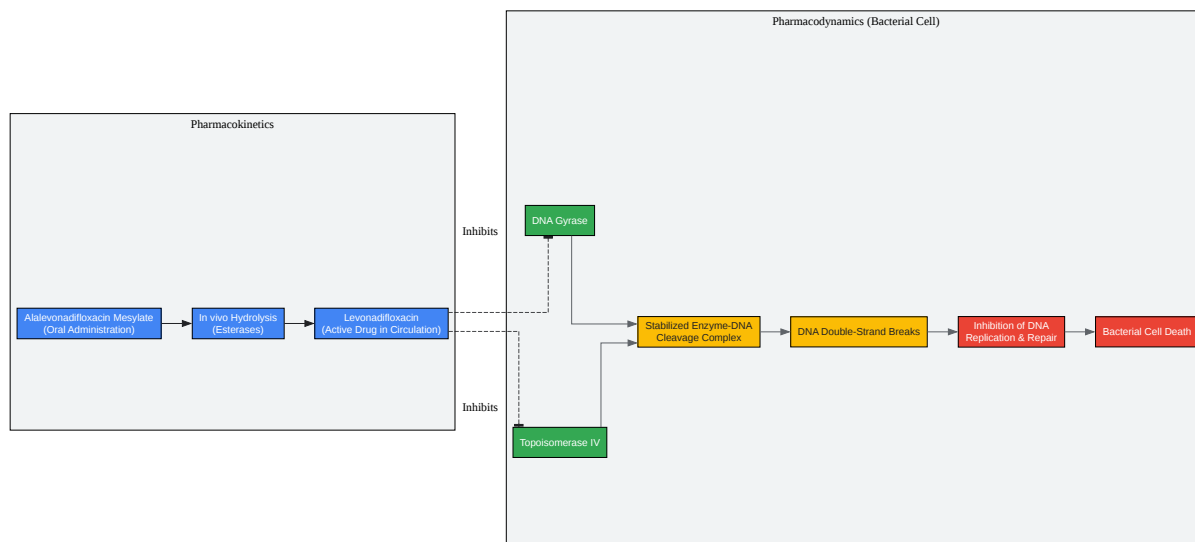 Pharmacodynamics (Bacterial Cell)
Pharmacokinetics
DNA Gyrase
Inhibits
Alalevonadifloxacin Mesylate
(Oral Administration)
In vivo Hydrolysis
(Esterases)
Levonadifloxacin
(Active Drug in Circulation)
Stabilized Enzyme-DNA
Cleavage Complex
DNA Double-Strand Breaks
Inhibition of DNA
Replication & Repair
Bacterial Cell Death
Inhibits
Topoisomerase IV